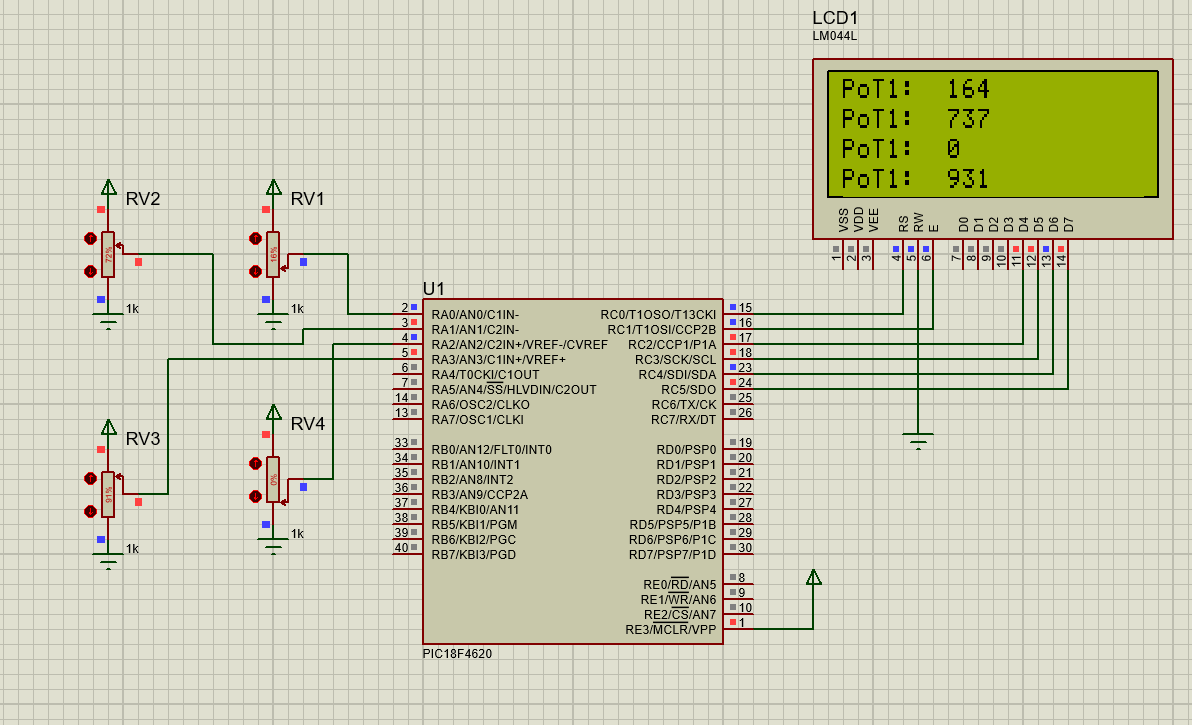 LCD1
LM044L
PoT1: 164
PoT1: 737
PoT1: 0
PoT1: 931
VSS
VDD
VEE
RS
RW
E
D0
D1
D2
D3
D4
D5
D6
D7
1
2
3
4
5
6
7
8
9
10
11
12
13
14
RV2
72%
1k
RV1
16%
1k
RV3
91%
1k
RV4
0%
1k
U1
2 RA0/AN0/C1IN-
3 RA1/AN1/C2IN-
4 RA2/AN2/C2IN+/VREF-/CVREF
5 RA3/AN3/C1IN+/VREF+
6 RA4/T0CKI/C1OUT
7 RA5/AN4/SS/HLVDIN/C2OUT
14 RA6/OSC2/CLKO
13 RA7/OSC1/CLKI
33 RB0/AN12/FLT0/INT0
34 RB1/AN10/INT1
35 RB2/AN8/INT2
36 RB3/AN9/CCP2A
37 RB4/KBI0/AN11
38 RB5/KBI1/PGM
39 RB6/KBI2/PGC
40 RB7/KBI3/PGD
RC0/T1OSO/T13CKI 15
RC1/T1OSI/CCP2B 16
RC2/CCP1/P1A 17
RC3/SCK/SCL 18
RC4/SDI/SDA 23
RC5/SDO 24
RC6/TX/CK 25
RC7/RX/DT 26
RD0/PSP0 19
RD1/PSP1 20
RD2/PSP2 21
RD3/PSP3 22
RD4/PSP4 27
RD5/PSP5/P1B 28
RD6/PSP6/P1C 29
RD7/PSP7/P1D 30
RE0/RD/AN5 8
RE1/WR/AN6 9
RE2/CS/AN7 10
RE3/MCLR/VPP 1
PIC18F4620